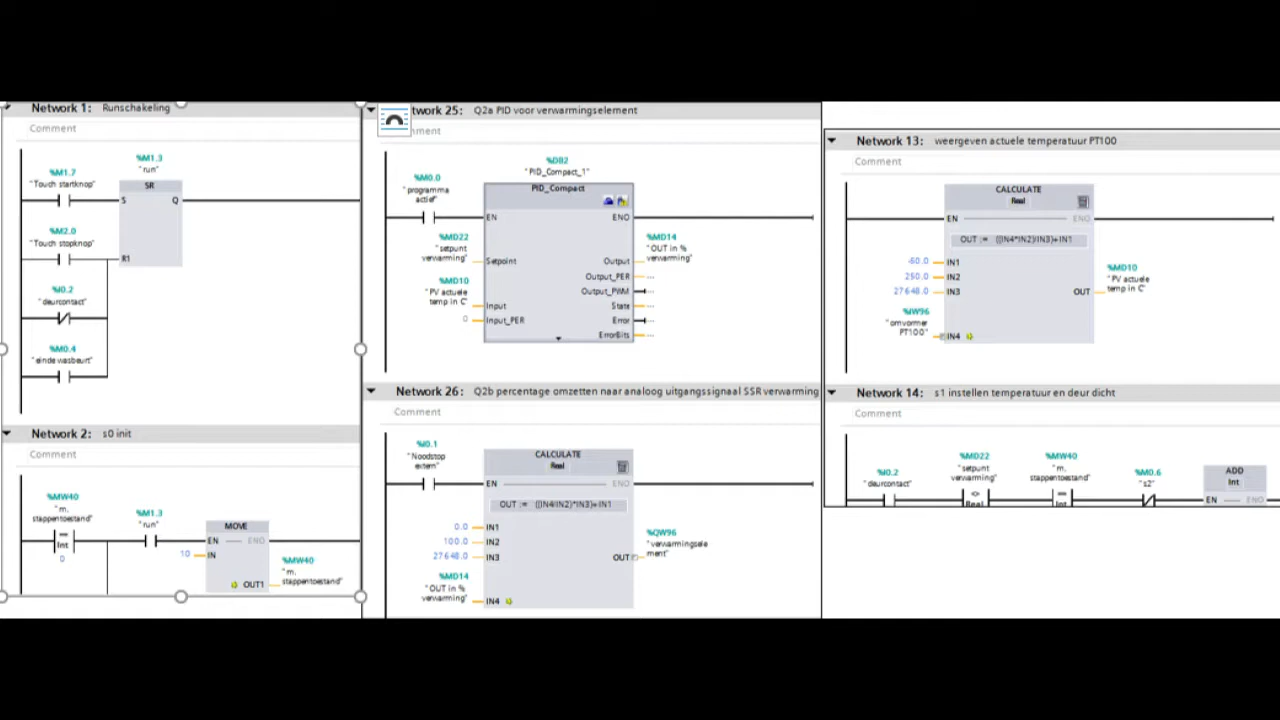 Network 1: Runschakeling
Comment
%M1.3
"run"
%M1.7
"Touch startknop"
SR
S
Q
%M2.0
"Touch stopknop"
R1
%I0.2
"deurcontact"
%M0.4
"einde wasbeurt"
Network 2: s0 init
Comment
%MW40
"m,
stappentoestand"
==
Int
0
%M1.3
"run"
MOVE
EN
ENO
10
IN
OUT1
%MW40
"m,
stappentoestand"
twork 25: Q2a PID voor verwarmingselement
mment
%DB2
"PID_Compact_1"
%M0.0
"programma
actief"
PID_Compact
EN
ENO
%MD22
"setpunt
verwarming"
Setpoint
%MD10
"PV actuele
temp in C"
Input
0
Input_PER
Output
%MD14
"OUT in %
verwarming"
Output_PER
...
Output_PWM
...
State
...
Error
...
ErrorBits
...
Network 26: Q2b percentage omzetten naar analoog uitgangssignaal SSR verwarming
Comment
%I0.1
"Noodstop
extern"
CALCULATE
Real
EN
ENO
OUT := ((IN4/IN2)*IN3)+IN1
0.0
IN1
100.0
IN2
27648.0
IN3
%MD14
"OUT in %
verwarming"
IN4
OUT
%QW96
"verwarmingsele
ment"
Network 13: weergeven actuele temperatuur PT100
Comment
CALCULATE
Real
EN
ENO
OUT := ((IN4*IN2)/IN3)+IN1
-60.0
IN1
250.0
IN2
27648.0
IN3
%IW96
"omvormer
PT100"
IN4
OUT
%MD10
"PV actuele
temp in C"
Network 14: s1 instellen temperatuur en deur dicht
Comment
%I0.2
"deurcontact"
%MD22
"setpunt
verwarming"
<>
Real
%MW40
"m,
stappentoestand"
==
Int
%M0.6
"s2"
ADD
Int
EN
ENO